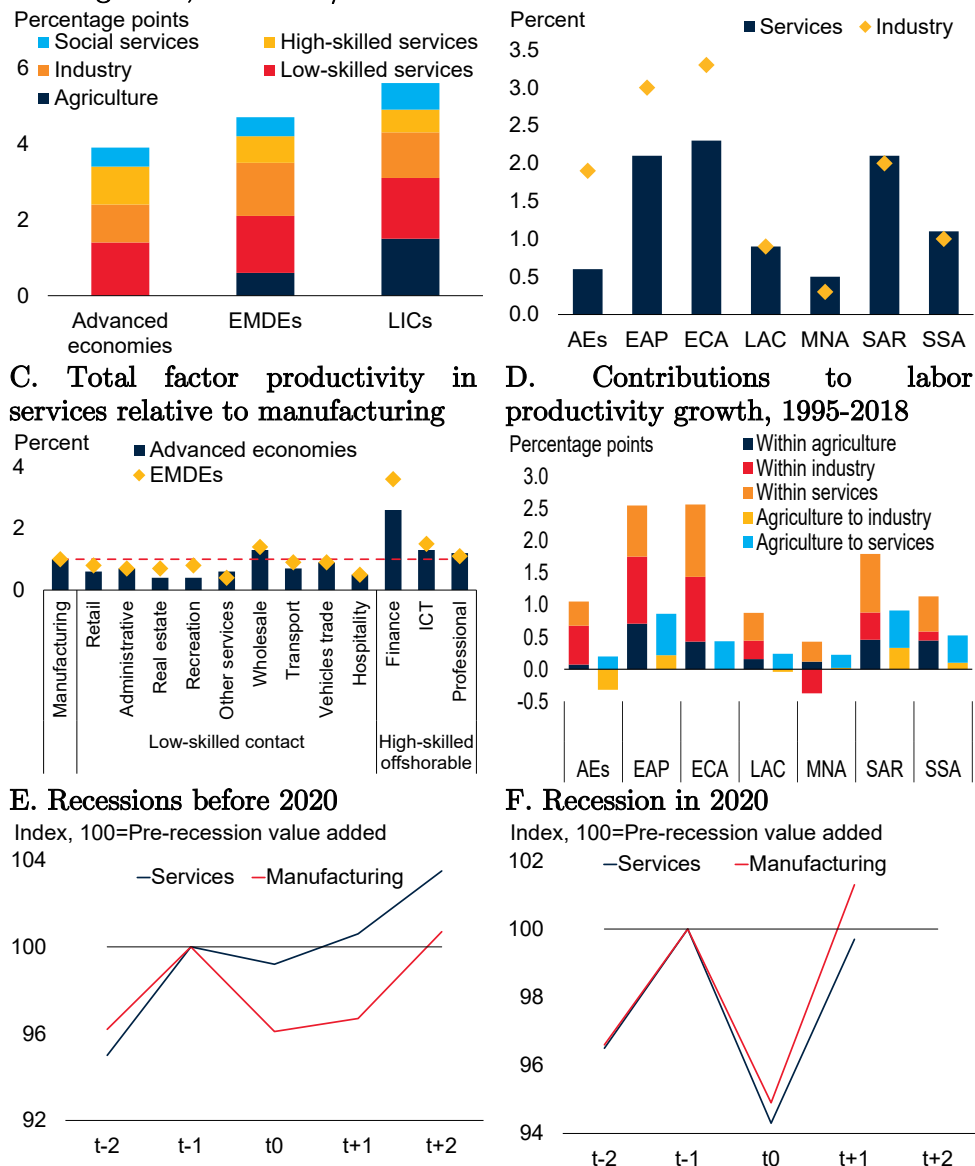 Percentage points
Social services
High-skilled services
Industry
Low-skilled services
Agriculture
6
4
2
0
Advanced economies
EMDEs
LICs
Percent
Services
Industry
3.5
3.0
2.5
2.0
1.5
1.0
0.5
0.0
AEs
EAP
ECA
LAC
MNA
SAR
SSA
C. Total factor productivity in
services relative to manufacturing
Percent
Advanced economies
EMDEs
4
2
0
Manufacturing
Retail
Administrative
Real estate
Recreation
Other services
Wholesale
Transport
Vehicles trade
Hospitality
Finance
ICT
Professional
Low-skilled contact
High-skilled
offshorable
D. Contributions to labor
productivity growth, 1995-2018
Percentage points
Within agriculture
Within industry
Within services
Agriculture to industry
Agriculture to services
3.0
2.5
2.0
1.5
1.0
0.5
0.0
-0.5
AEs
EAP
ECA
LAC
MNA
SAR
SSA
E. Recessions before 2020
Index, 100=Pre-recession value added
Services
Manufacturing
104
100
96
92
t-2
t-1
t0
t+1
t+2
F. Recession in 2020
Index, 100=Pre-recession value added
Services
Manufacturing
102
100
98
96
94
t-2
t-1
t0
t+1
t+2